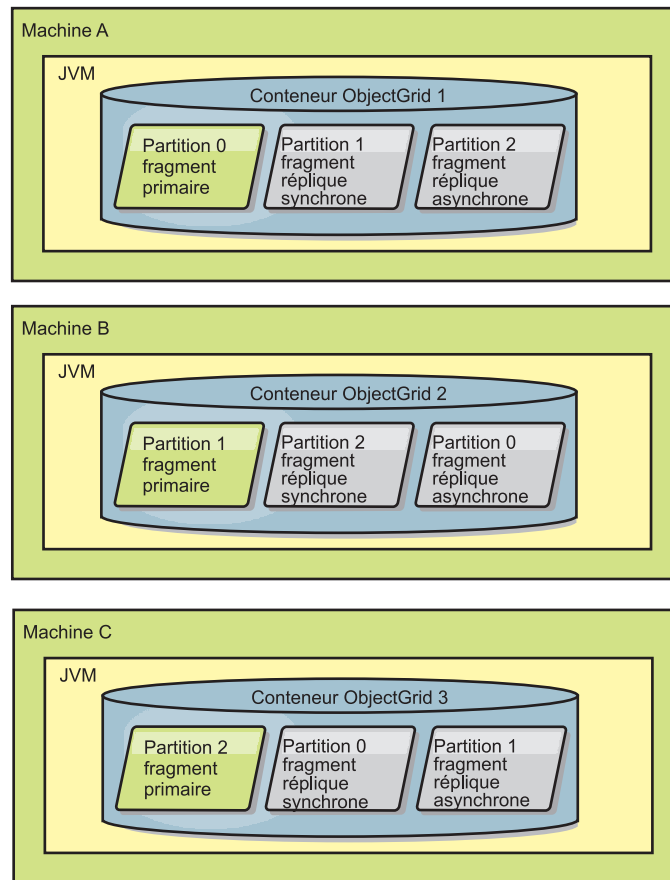 Machine A
JVM
Conteneur ObjectGrid 1
Partition 0
fragment
primaire
Partition 1
fragment
réplique
synchrone
Partition 2
fragment
réplique
asynchrone
Machine B
JVM
Conteneur ObjectGrid 2
Partition 1
fragment
primaire
Partition 2
fragment
réplique
synchrone
Partition 0
fragment
réplique
asynchrone
Machine C
JVM
Conteneur ObjectGrid 3
Partition 2
fragment
primaire
Partition 0
fragment
réplique
synchrone
Partition 1
fragment
réplique
asynchrone